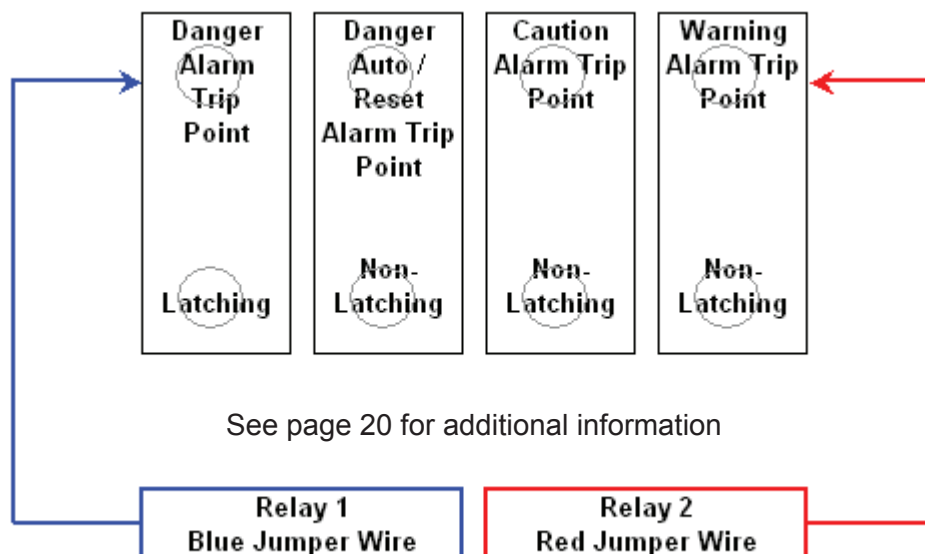 Danger
Alarm
Trip
Point
Latching
Danger
Auto /
Reset
Alarm Trip
Point
Non-
Latching
Caution
Alarm Trip
Point
Non-
Latching
Warning
Alarm Trip
Point
Non-
Latching
See page 20 for additional information
Relay 1
Blue Jumper Wire
Relay 2
Red Jumper Wire